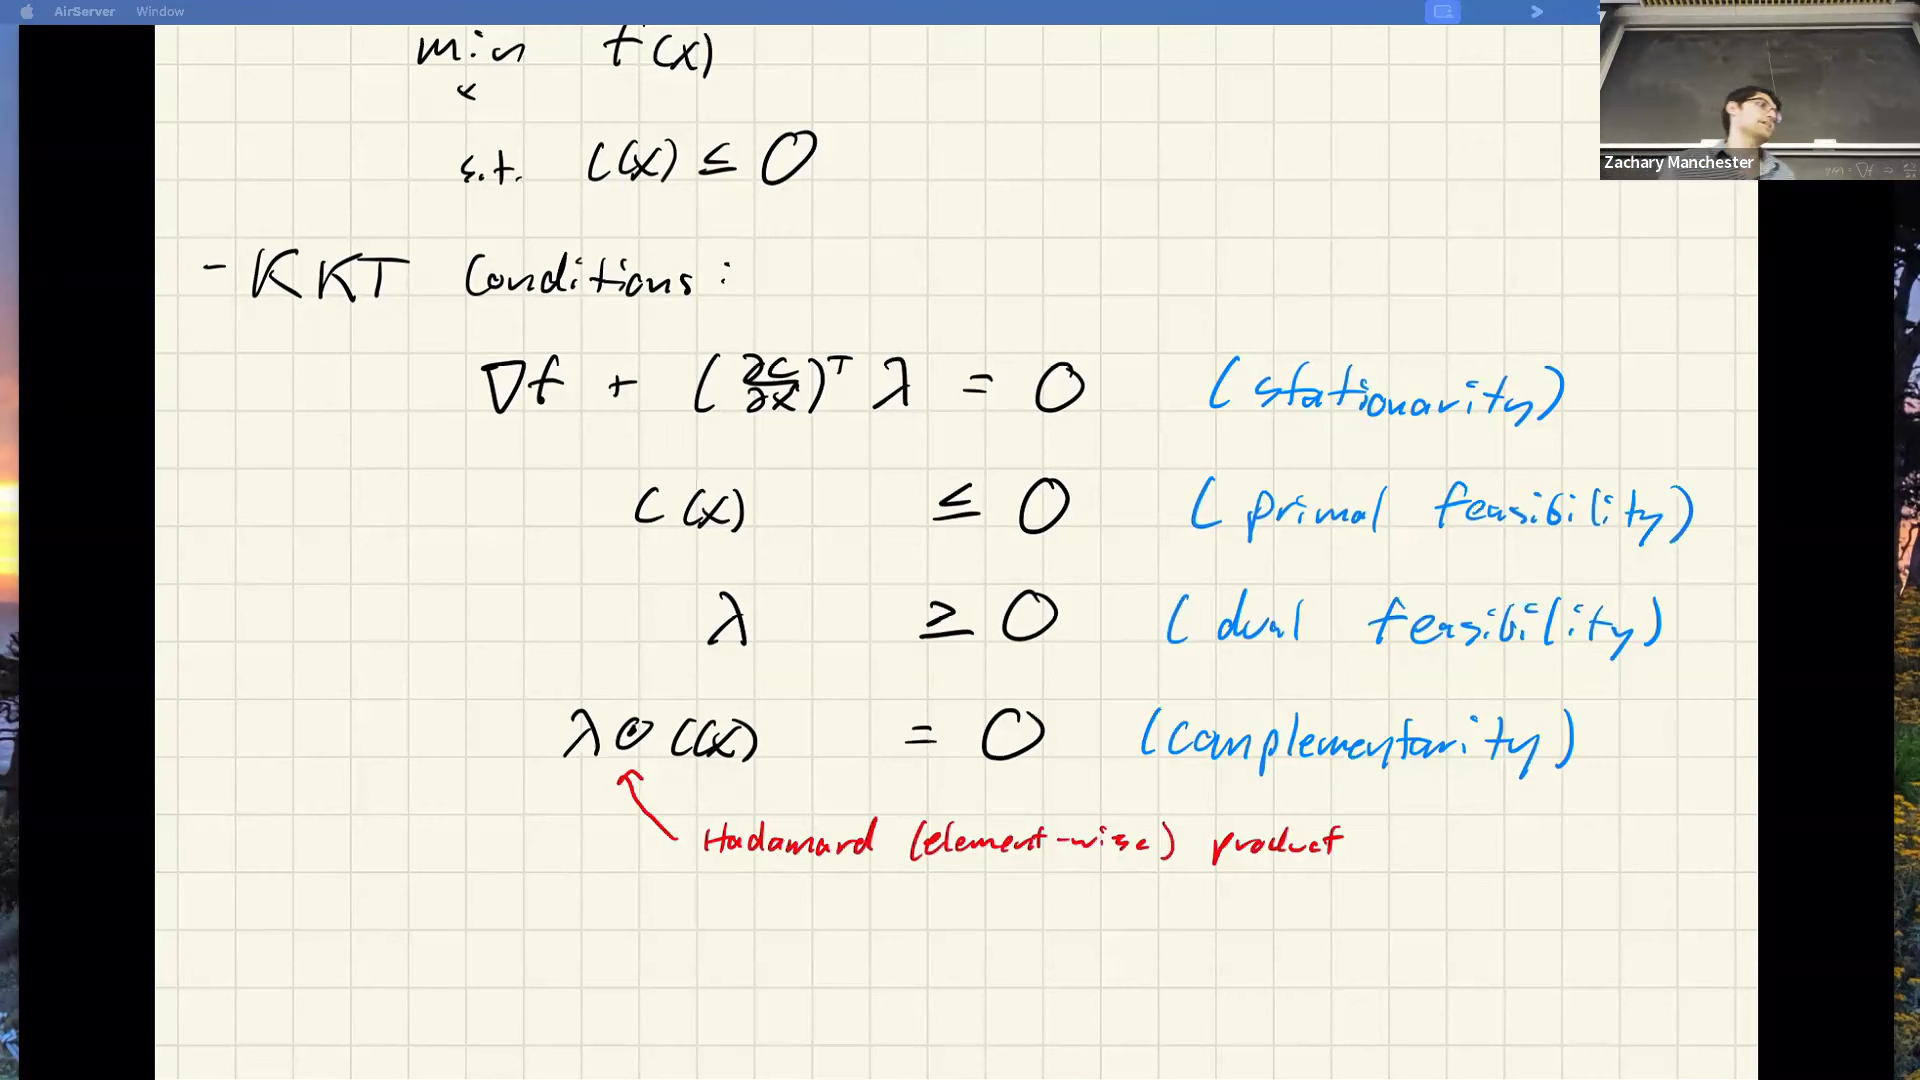 AirServer Window
min f(x)
x
s.t. C(x) ≤ 0
Zachary Manchester
- KKT Conditions:
∇f + (∂C/∂x)ᵀ λ = 0 (stationarity)
C(x) ≤ 0 (primal feasibility)
λ ≥ 0 (dual feasibility)
λ ⊙ C(x) = 0 (complementarity)
Hadamard (element-wise) product